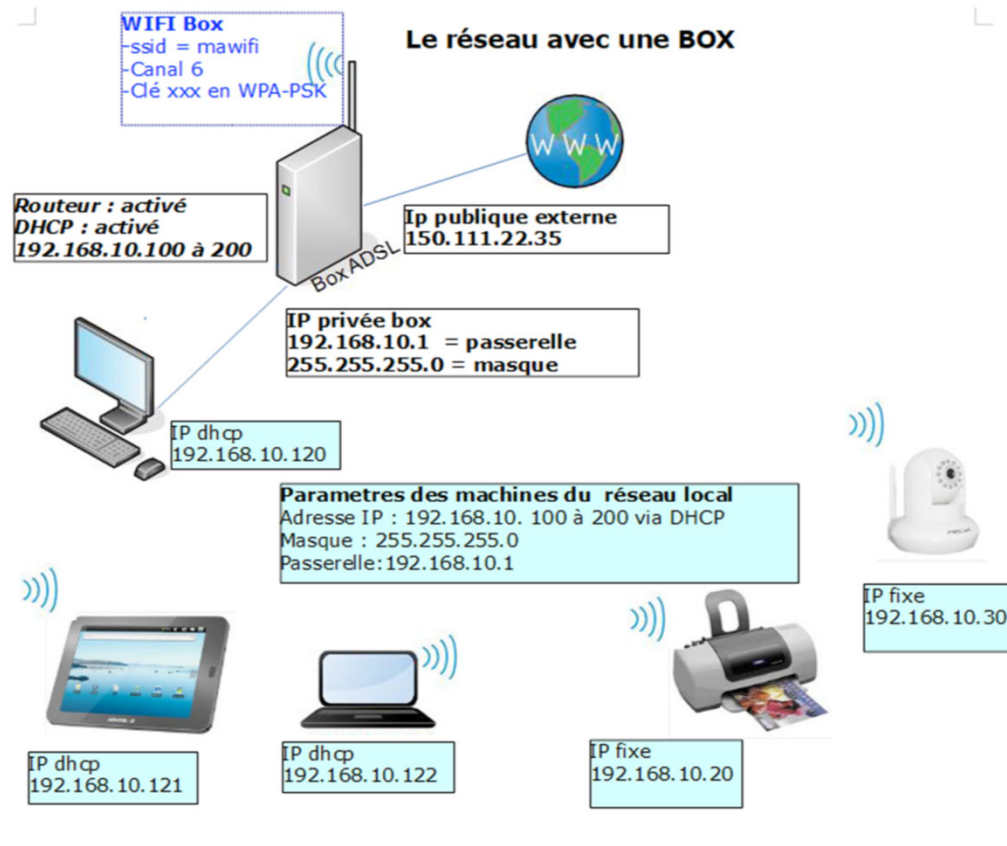 WIFI Box
-ssid = mawifi
-Canal 6
-Clé xxx en WPA-PSK
Le réseau avec une BOX
WWW
Routeur : activé
DHCP : activé
192.168.10.100 à 200
Ip publique externe
150.111.22.35
Box ADSL
IP privée box
192.168.10.1 = passerelle
255.255.255.0 = masque
IP dhcp
192.168.10.120
Parametres des machines du réseau local
Adresse IP : 192.168.10. 100 à 200 via DHCP
Masque : 255.255.255.0
Passerelle:192.168.10.1
IP fixe
192.168.10.30
IP dhcp
192.168.10.121
IP dhcp
192.168.10.122
IP fixe
192.168.10.20